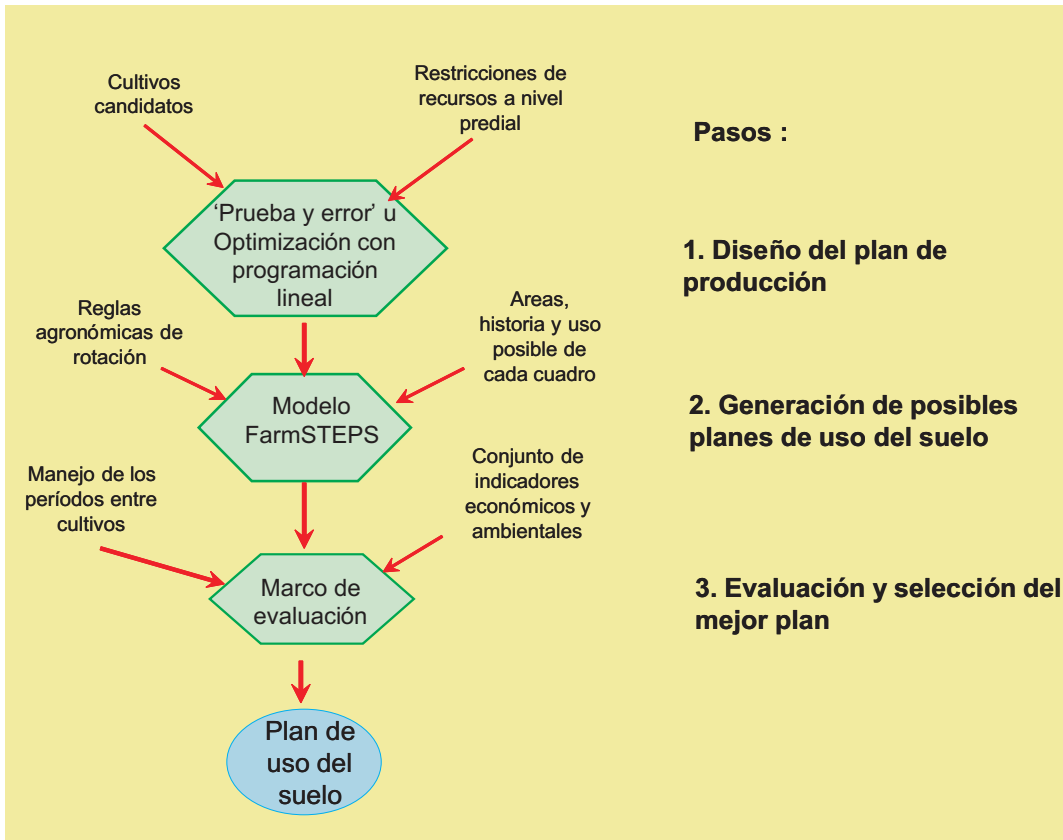 Cultivos
candidatos
Restricciones de
recursos a nivel
predial
Pasos :
‘Prueba y error’ u
Optimización con
programación
lineal
1. Diseño del plan de
producción
Reglas
agronómicas de
rotación
Areas,
historia y uso
posible de
cada cuadro
Modelo
FarmSTEPS
2. Generación de posibles
planes de uso del suelo
Manejo de los
períodos entre
cultivos
Conjunto de
indicadores
económicos y
ambientales
Marco de
evaluación
3. Evaluación y selección del
mejor plan
Plan de
uso del
suelo